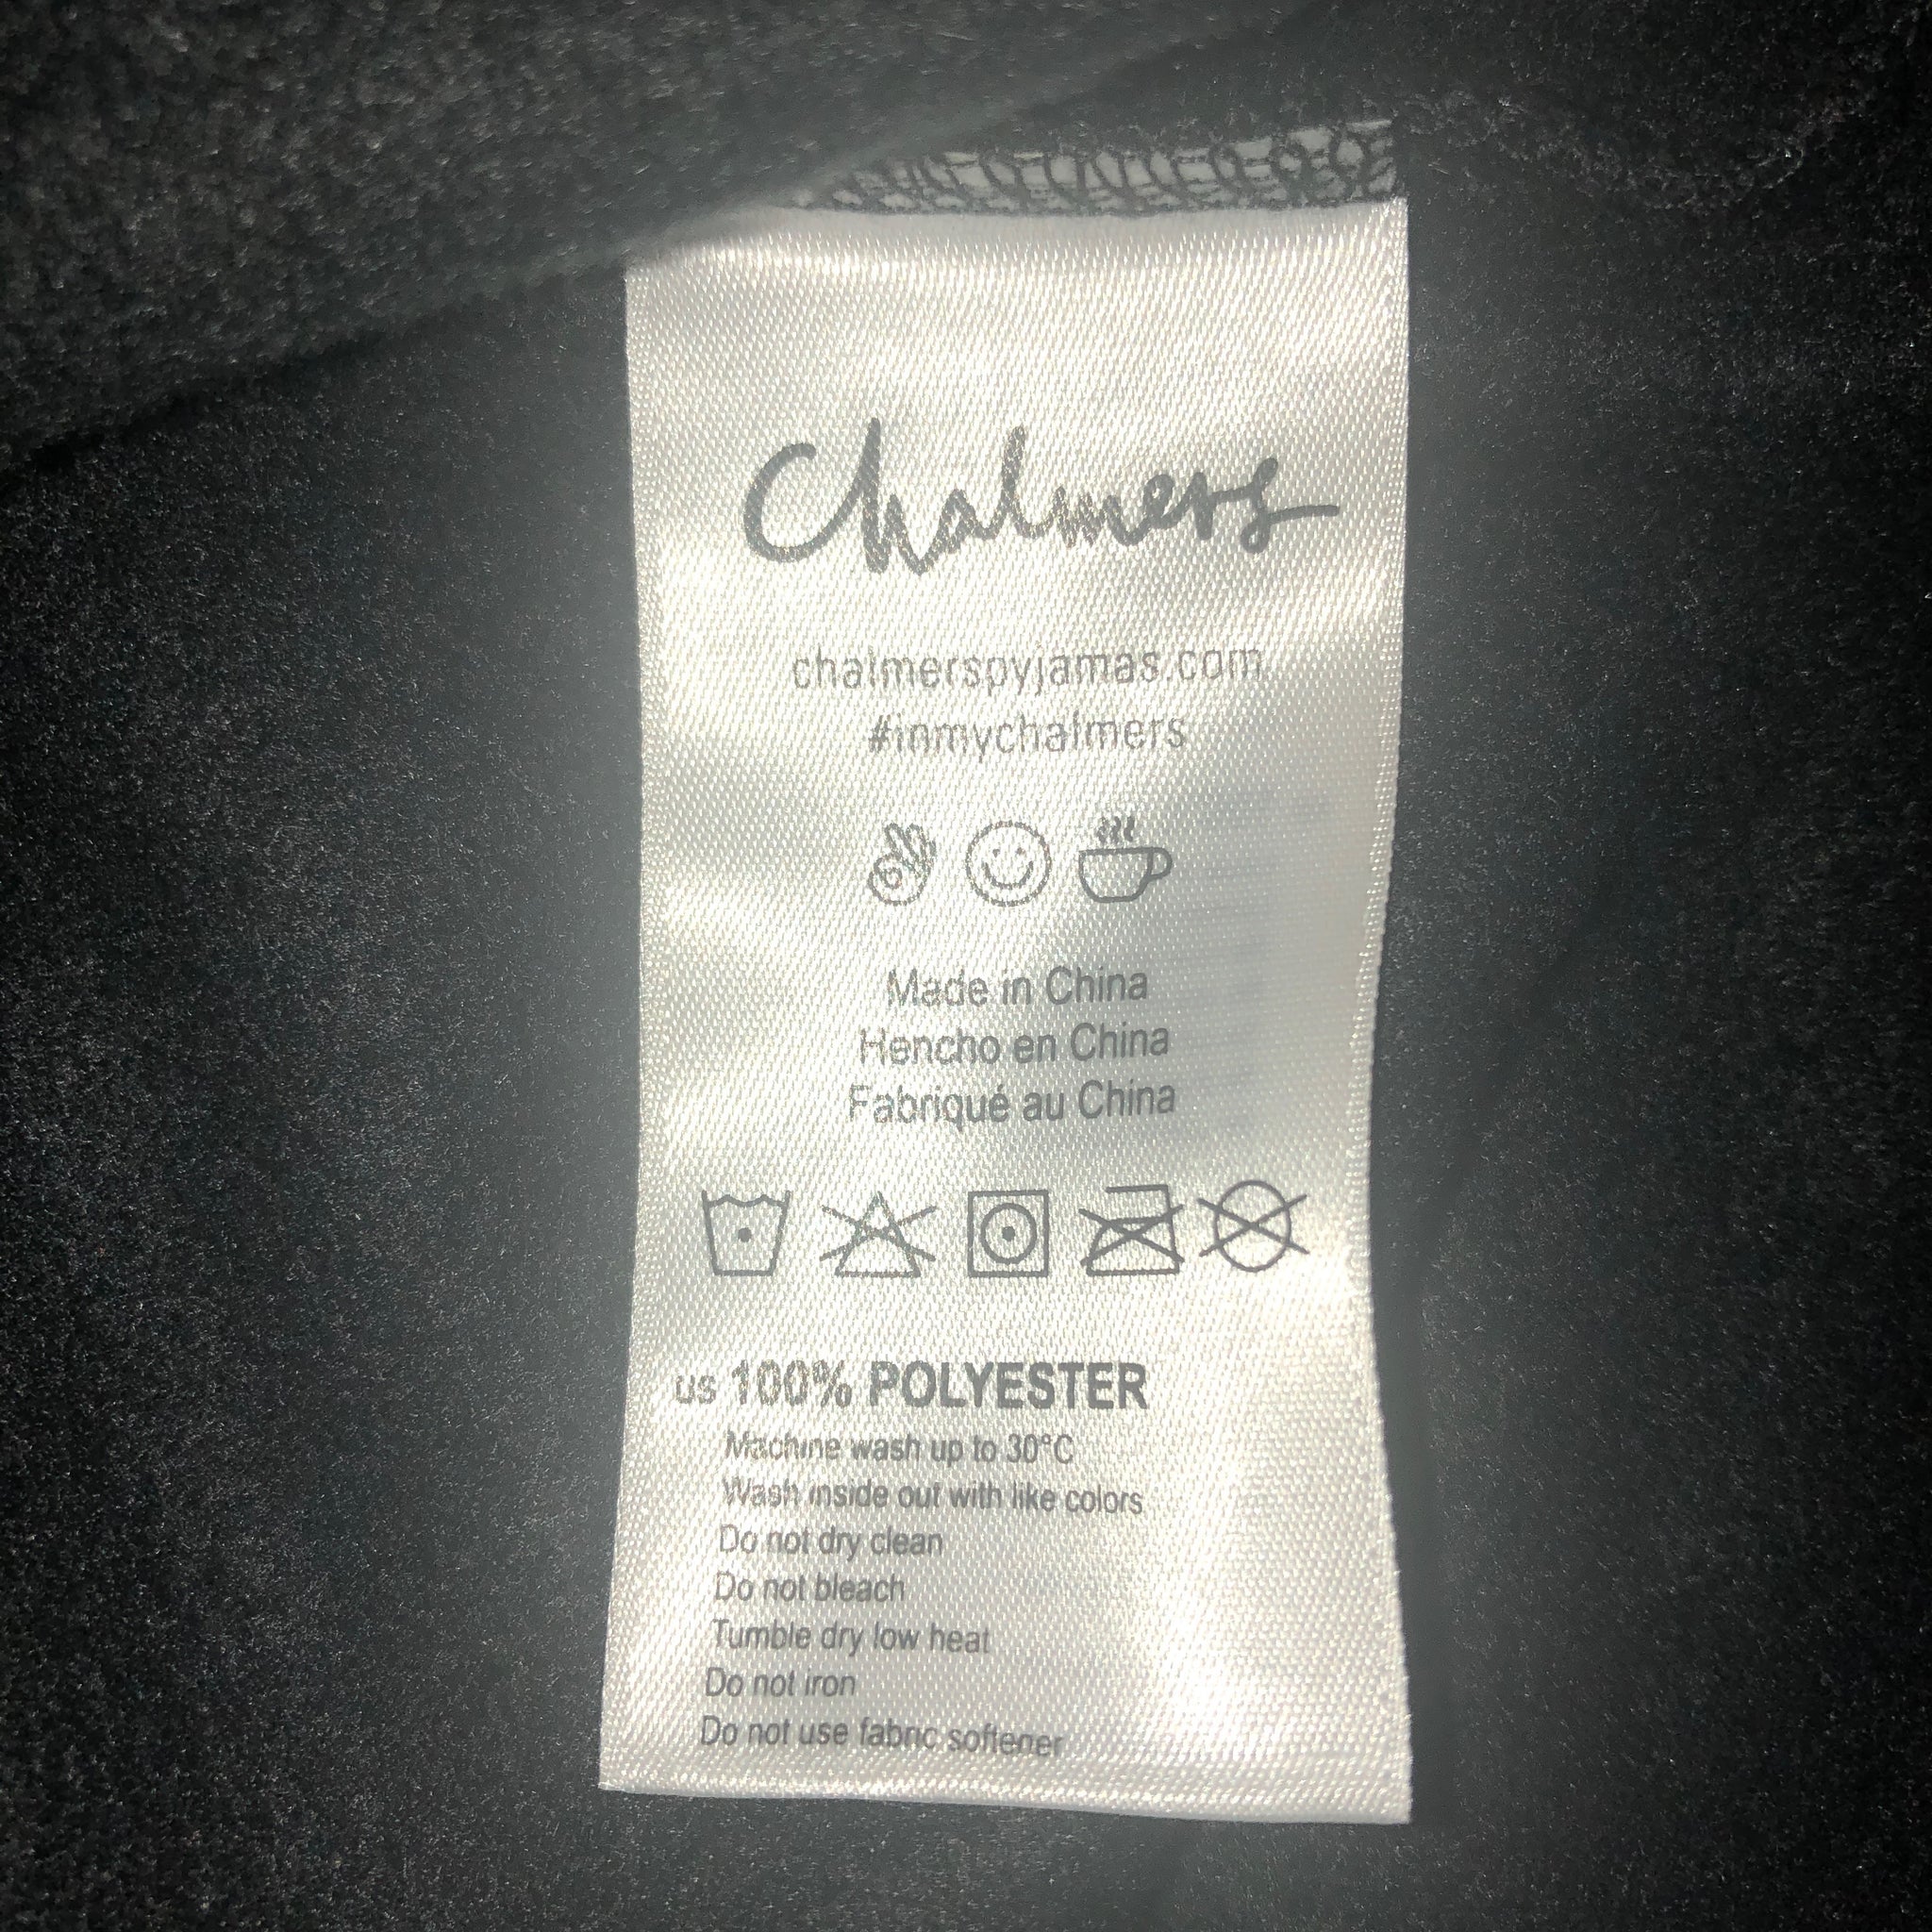 Chalmers
chalmerspyjamas.com
#inmychalmers
Made in China
Hencho en China
Fabriqué au China
us 100% POLYESTER
Machine wash up to 30°C
Wash inside out with like colors
Do not dry clean
Do not bleach
Tumble dry low heat
Do not iron
Do not use fabric softener